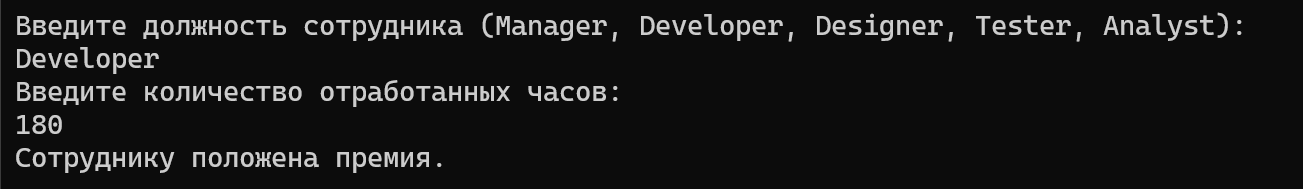 Введите должность сотрудника (Manager, Developer, Designer, Tester, Analyst):
Developer
Введите количество отработанных часов:
180
Сотруднику положена премия.